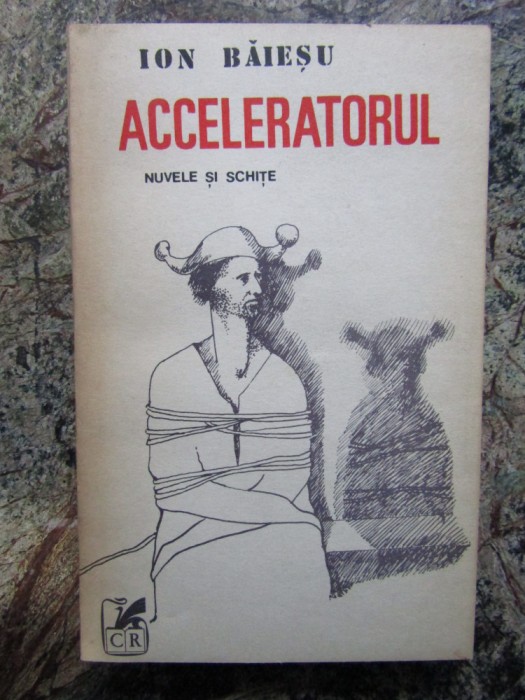 ION BĂIEȘU
ACCELERATORUL
NUVELE ȘI SCHIȚE
CR